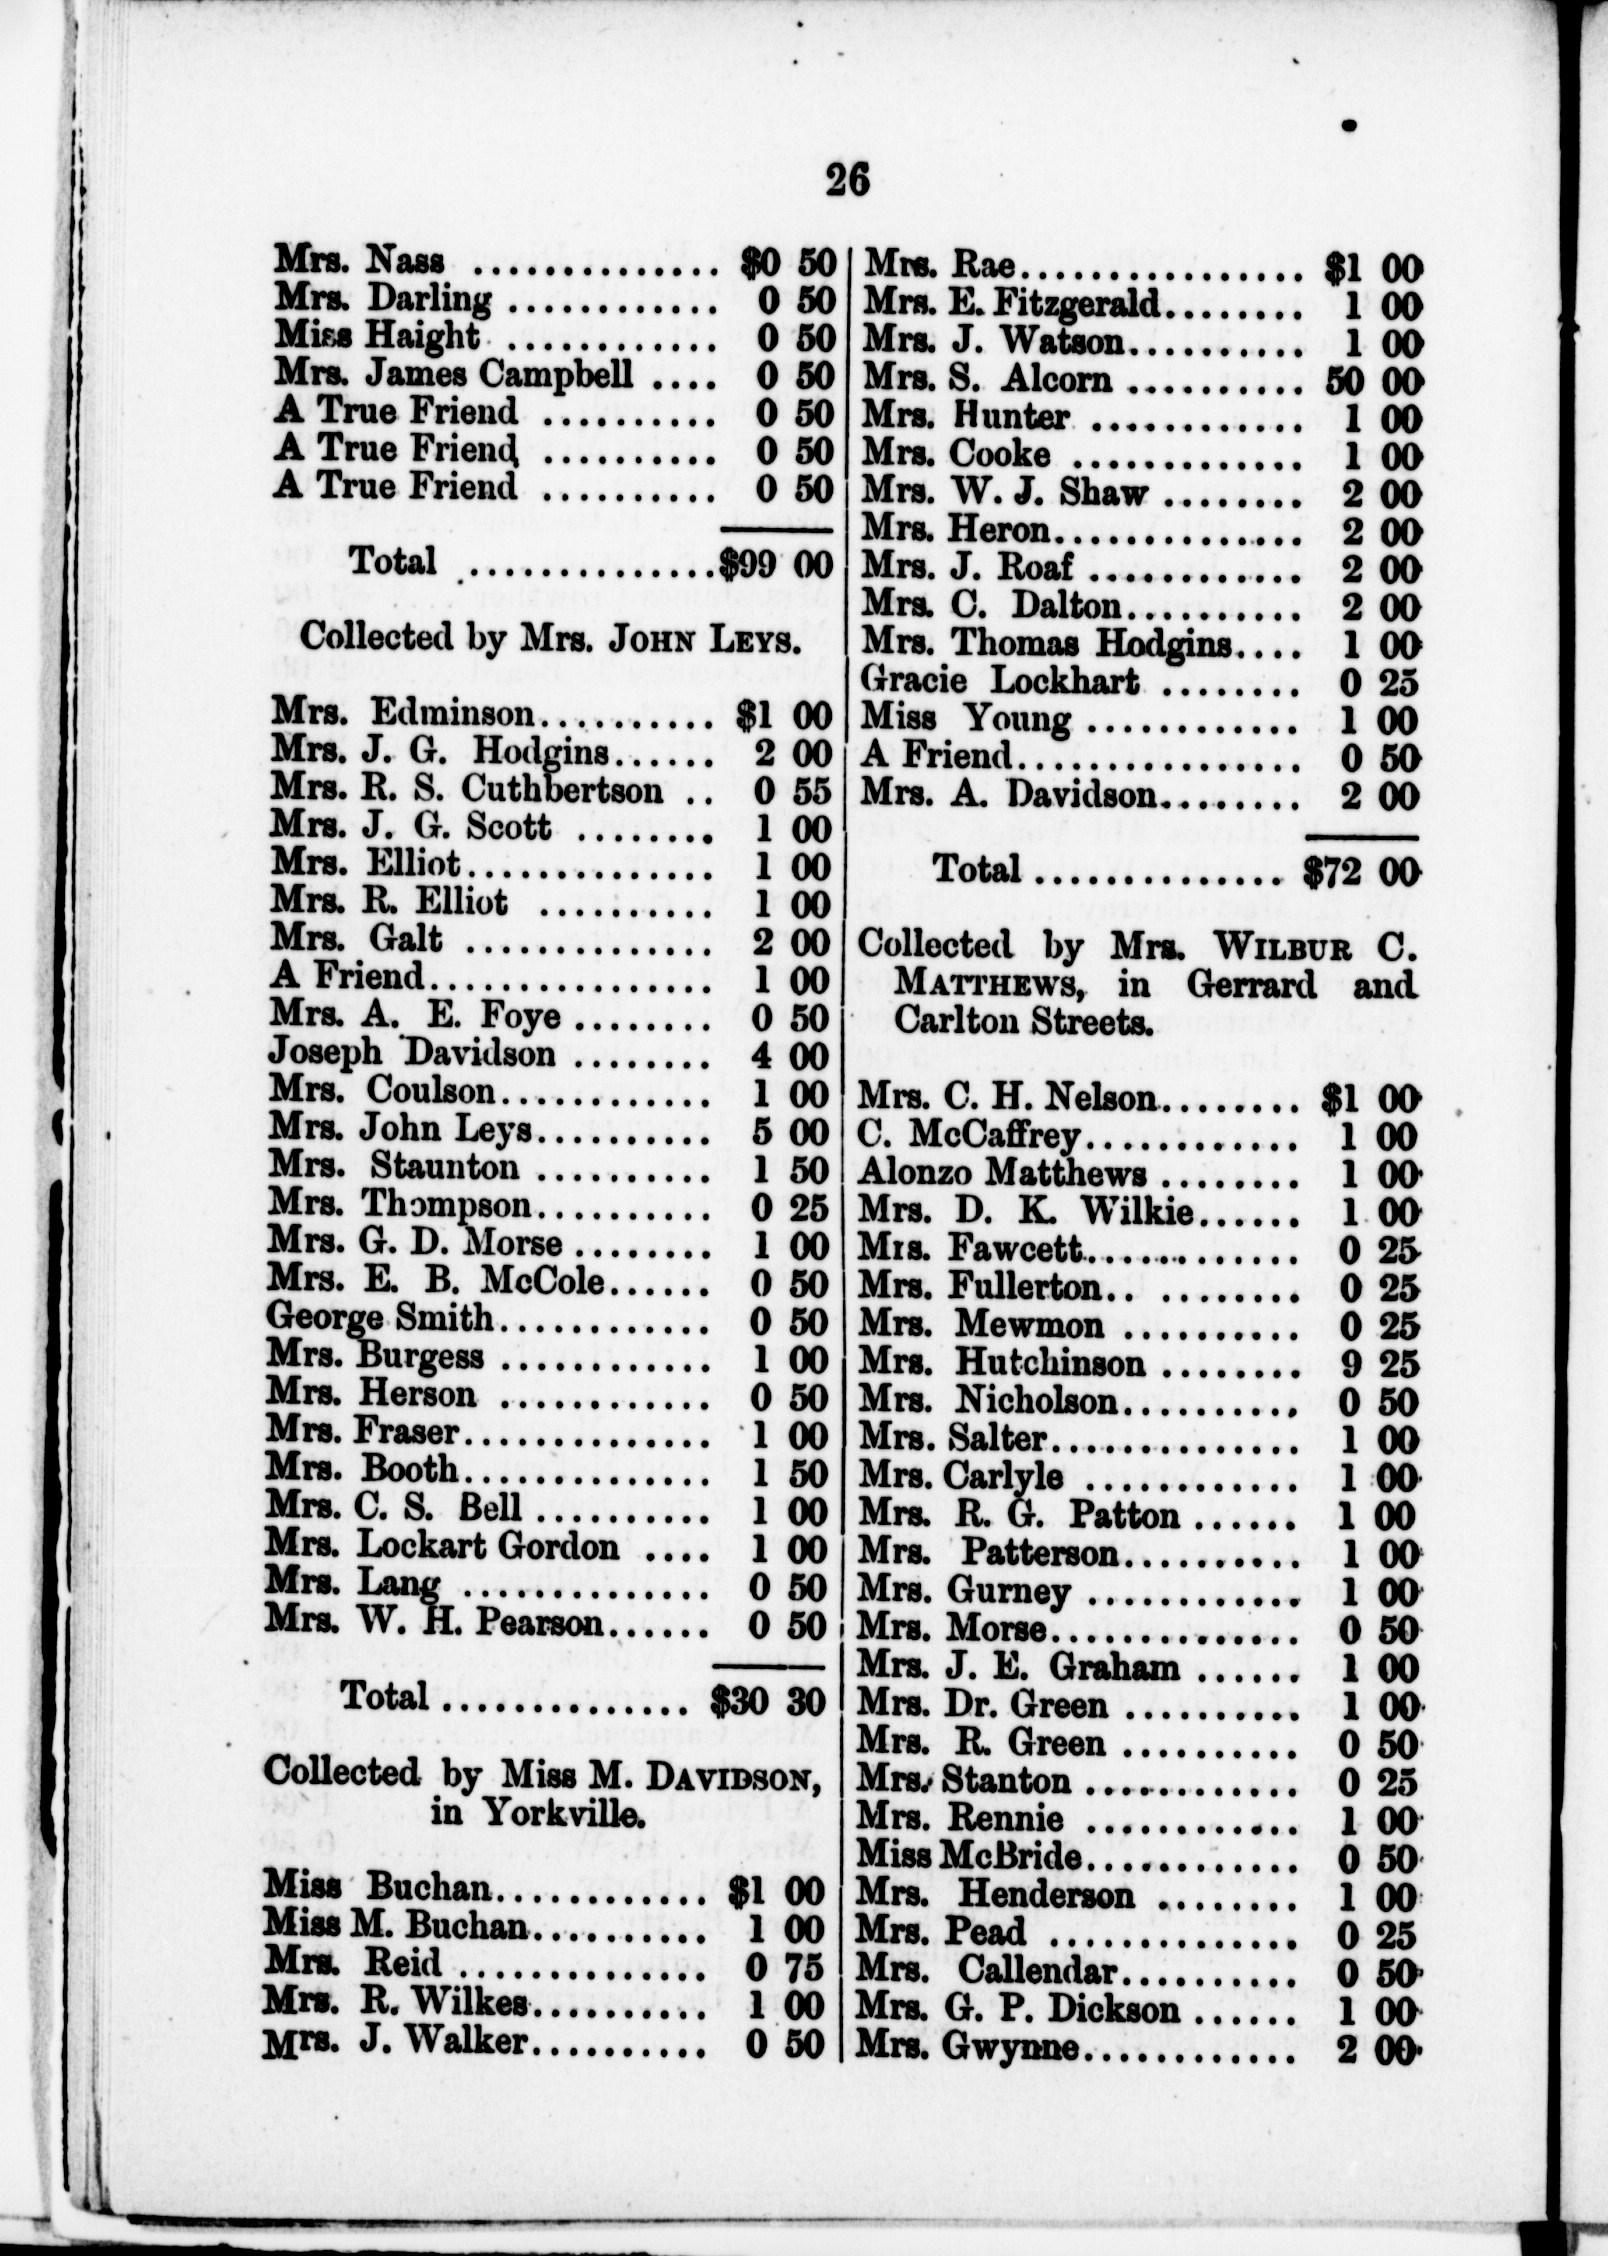 26
Mrs. Nass .............. $0 50
Mrs. Darling ............ 0 50
Miss Haight ............ 0 50
Mrs. James Campbell .... 0 50
A True Friend .......... 0 50
A True Friend .......... 0 50
A True Friend .......... 0 50
Total ..............$99 00
Collected by Mrs. JOHN LEYS.
Mrs. Edminson.......... $1 00
Mrs. J. G. Hodgins...... 2 00
Mrs. R. S. Cuthbertson .. 0 55
Mrs. J. G. Scott ........ 1 00
Mrs. Elliot.............. 1 00
Mrs. R. Elliot .......... 1 00
Mrs. Galt .............. 2 00
A Friend................ 1 00
Mrs. A. E. Foye ........ 0 50
Joseph Davidson ........ 4 00
Mrs. Coulson............ 1 00
Mrs. John Leys.......... 5 00
Mrs. Staunton .......... 1 50
Mrs. Thompson.......... 0 25
Mrs. G. D. Morse ........ 1 00
Mrs. E. B. McCole...... 0 50
George Smith............ 0 50
Mrs. Burgess ............ 1 00
Mrs. Herson ............ 0 50
Mrs. Fraser.............. 1 00
Mrs. Booth.............. 1 50
Mrs. C. S. Bell .......... 1 00
Mrs. Lockart Gordon .... 1 00
Mrs. Lang .............. 0 50
Mrs. W. H. Pearson...... 0 50
Total .............. $30 30
Collected by Miss M. DAVIDSON,
in Yorkville.
Miss Buchan............ $1 00
Miss M. Buchan.......... 1 00
Mrs. Reid .............. 0 75
Mrs. R. Wilkes.......... 1 00
Mrs. J. Walker.......... 0 50
Mrs. Rae................ $1 00
Mrs. E. Fitzgerald........ 1 00
Mrs. J. Watson.......... 1 00
Mrs. S. Alcorn .......... 50 00
Mrs. Hunter ............ 1 00
Mrs. Cooke ............. 1 00
Mrs. W. J. Shaw ........ 2 00
Mrs. Heron.............. 2 00
Mrs. J. Roaf ............ 2 00
Mrs. C. Dalton.......... 2 00
Mrs. Thomas Hodgins.... 1 00
Gracie Lockhart ........ 0 25
Miss Young ............ 1 00
A Friend................ 0 50
Mrs. A. Davidson........ 2 00
Total .............. $72 00
Collected by Mrs. WILBUR C.
MATTHEWS, in Gerrard and
Carlton Streets.
Mrs. C. H. Nelson........ $1 00
C. McCaffrey............ 1 00
Alonzo Matthews ........ 1 00
Mrs. D. K. Wilkie...... 1 00
Mrs. Fawcett............ 0 25
Mrs. Fullerton.. ........ 0 25
Mrs. Mewmon .......... 0 25
Mrs. Hutchinson ........ 9 25
Mrs. Nicholson.......... 0 50
Mrs. Salter.............. 1 00
Mrs. Carlyle ............ 1 00
Mrs. R. G. Patton ...... 1 00
Mrs. Patterson.......... 1 00
Mrs. Gurney ............ 1 00
Mrs. Morse.............. 0 50
Mrs. J. E. Graham ...... 1 00
Mrs. Dr. Green .......... 1 00
Mrs. R. Green .......... 0 50
Mrs. Stanton ............ 0 25
Mrs. Rennie ............ 1 00
Miss McBride............ 0 50
Mrs. Henderson ........ 1 00
Mrs. Pead .............. 0 25
Mrs. Callendar.......... 0 50
Mrs. G. P. Dickson ...... 1 00
Mrs. Gwynne............ 2 00